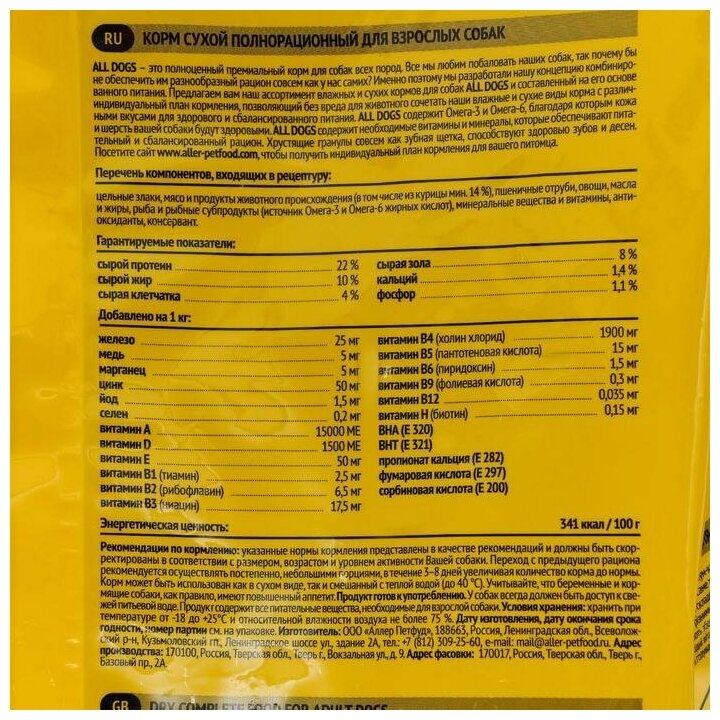 RU КОРМ СУХОЙ ПОЛНОРАЦИОННЫЙ ДЛЯ ВЗРОСЛЫХ СОБАК
ALL DOGS – это полноценный премиальный корм для собак всех пород. Все мы любим побаловать наших собак, так почему бы
не обеспечить им разнообразный рацион совсем как у нас самих? Именно поэтому мы разработали нашу концепцию комбиниро-
ванного питания. Предлагаем вам наш ассортимент влажных и сухих кормов для собак ALL DOGS и составленный на его основе
индивидуальный план кормления, позволяющий без вреда для животного сочетать наши влажные и сухие виды корма с различ-
ными вкусами для здорового и сбалансированного питания. ALL DOGS содержит Омега-3 и Омега-6, благодаря которым кожа
и шерсть вашей собаки будут здоровыми. ALL DOGS содержит необходимые витамины и минералы, которые обеспечивают пита-
тельный и сбалансированный рацион. Хрустящие гранулы совсем как зубная щетка, способствуют здоровью зубов и десен.
Посетите сайт www.aller-petfood.com, чтобы получить индивидуальный план кормления для вашего питомца.
Перечень компонентов, входящих в рецептуру:
цельные злаки, мясо и продукты животного происхождения (в том числе из курицы мин. 14 %), пшеничные отруби, овощи, масла
и жиры, рыба и рыбные субпродукты (источник Омега-3 и Омега-6 жирных кислот), минеральные вещества и витамины, анти-
оксиданты, консервант.
Гарантируемые показатели:
сырой протеин 22 %
сырой жир 10 %
сырая клетчатка 4 %
сырая зола 8 %
кальций 1,4 %
фосфор 1,1 %
Добавлено на 1 кг:
железо 25 мг
медь 5 мг
марганец 5 мг
цинк 50 мг
йод 1,5 мг
селен 0,2 мг
витамин А 15000 МЕ
витамин D 1500 МЕ
витамин Е 50 мг
витамин В1 (тиамин) 2,5 мг
витамин В2 (рибофлавин) 6,5 мг
витамин В3 (ниацин) 17,5 мг
витамин В4 (холин хлорид) 1900 мг
витамин В5 (пантотеновая кислота) 15 мг
витамин В6 (пиридоксин) 1,5 мг
витамин В9 (фолиевая кислота) 0,3 мг
витамин В12 0,035 мг
витамин Н (биотин) 0,15 мг
ВНА (Е 320)
ВНТ (Е 321)
пропионат кальция (Е 282)
фумаровая кислота (Е 297)
сорбиновая кислота (Е 200)
Энергетическая ценность: 341 ккал / 100 г
Рекомендации по кормлению: указанные нормы кормления представлены в качестве рекомендаций и должны быть скор-
ректированы в соответствии с размером, возрастом и уровнем активности Вашей собаки. Переход с предыдущего рациона
рекомендуется осуществлять постепенно, небольшими порциями, в течение 3–8 дней увеличивая количество корма до нормы.
Корм может быть использован как в сухом виде, так и смешанный с теплой водой (до 40 °С). Учитывайте, что беременные и кор-
мящие собаки, как правило, имеют повышенный аппетит. Продукт готов к употреблению. У собак всегда должен быть доступ к све-
жей питьевой воде. Продукт содержит все питательные вещества, необходимые для взрослой собаки. Условия хранения: хранить при
температуре от -18 до +25°С и относительной влажности воздуха не более 75 %. Дату изготовления, дату окончания срока
годности, номер партии см. на упаковке. Изготовитель: ООО «Аллер Петфуд», 188663, Россия, Ленинградская обл., Всеволож-
ский р-н, Кузьмоловский гп., Ленинградское шоссе ул., здание 2А, тел.: +7 (812) 309-25-60, e-mail: mail@aller-petfood.ru. Адрес
производства: 170100, Россия, Тверская обл., Тверь г., Вокзальная ул., д. 9. Адрес фасовки: 170017, Россия, Тверская обл., Тверь г.,
Базовый пр., 2А.
GB DRY COMPLETE FOOD FOR ADULT DOGS